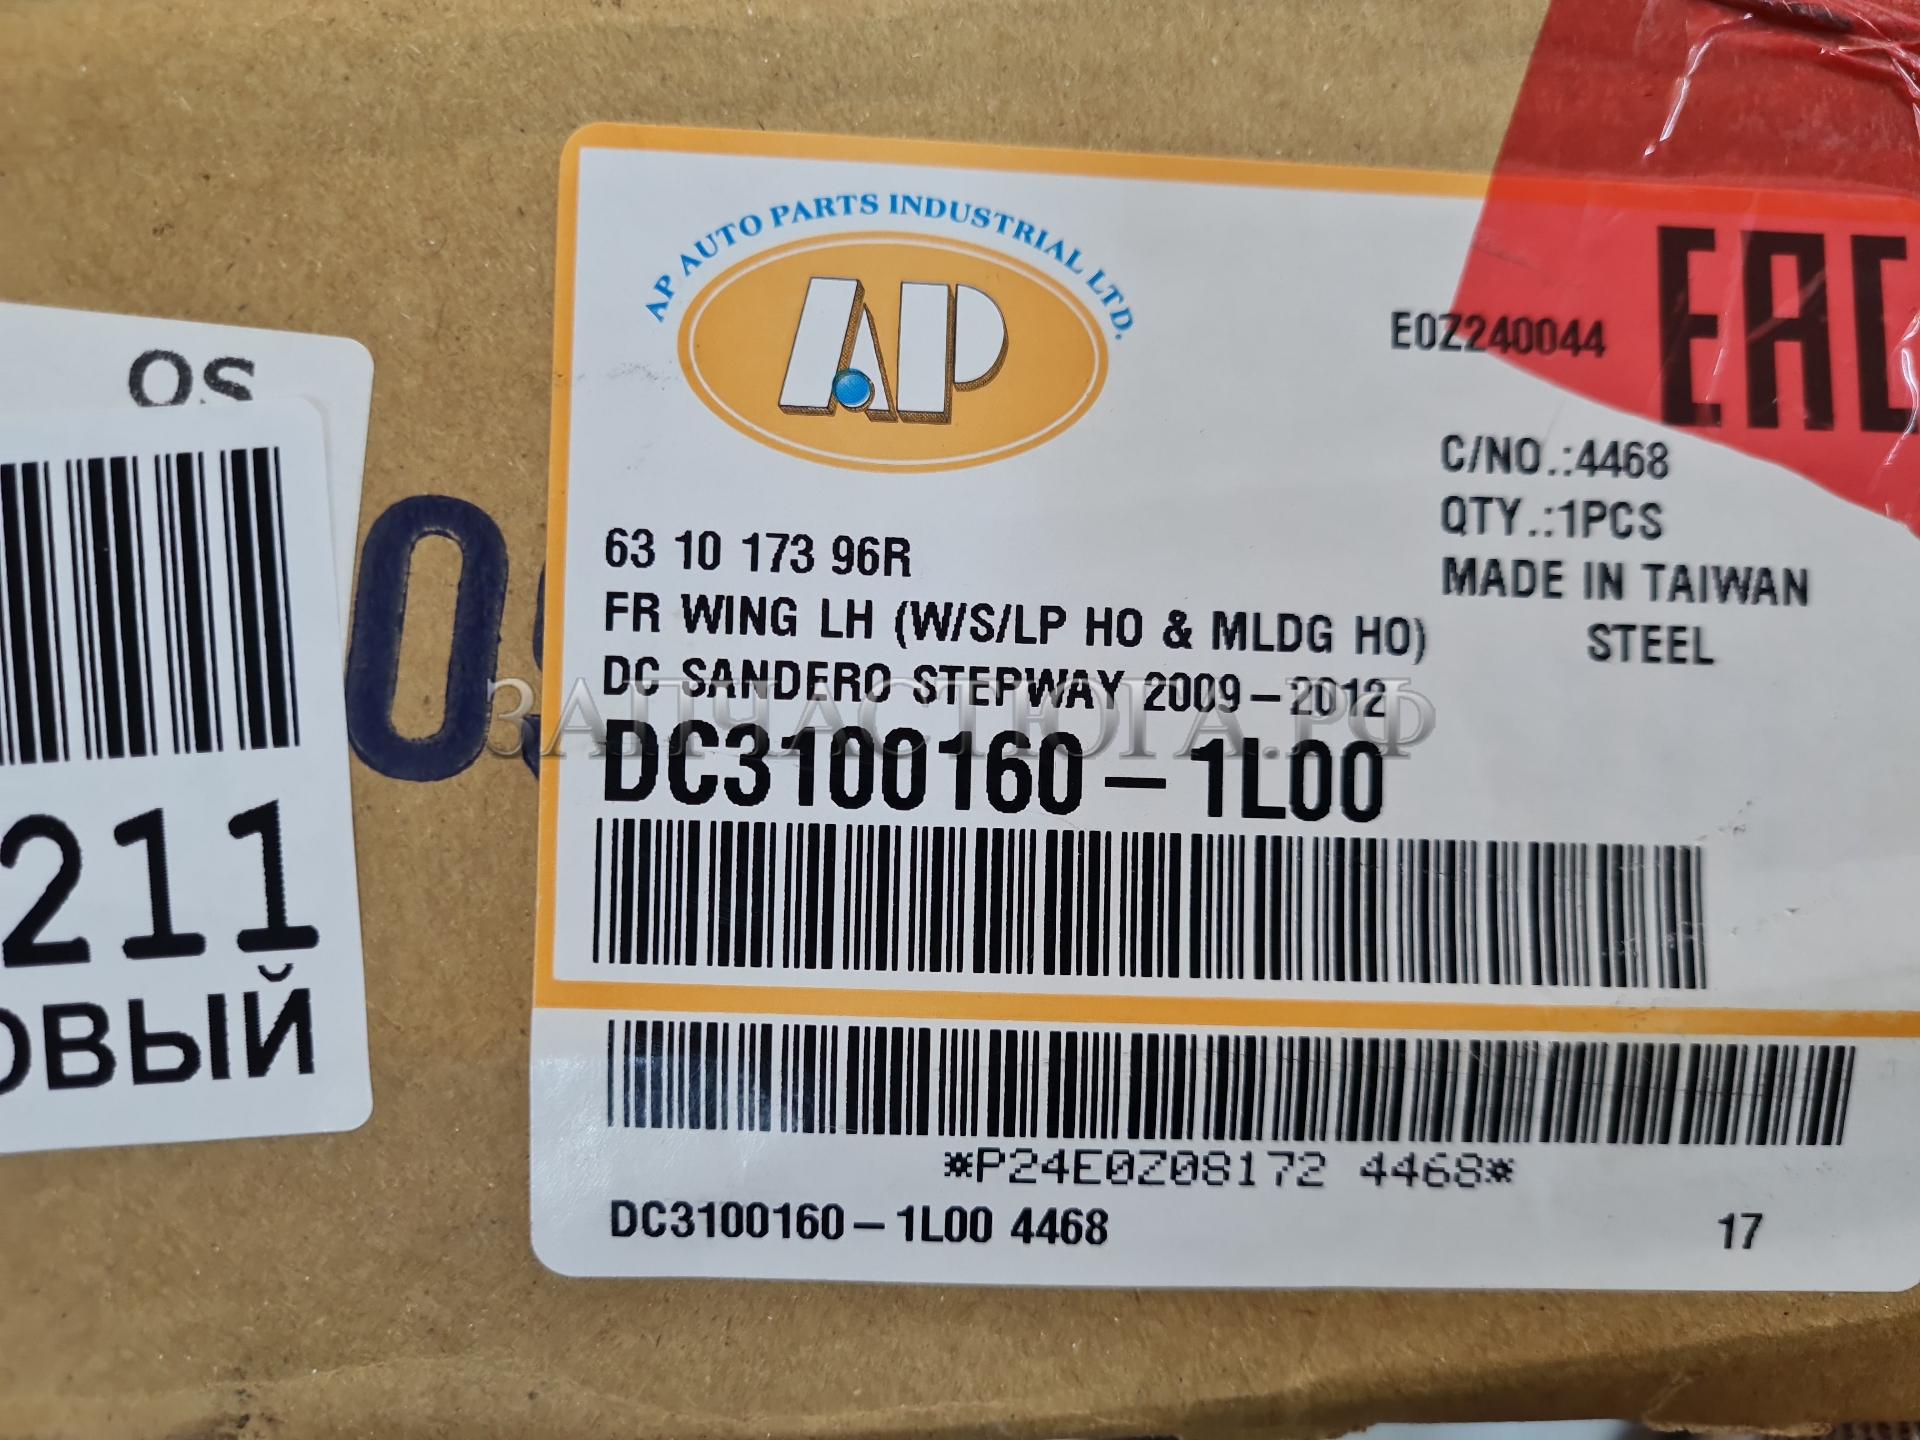 AP AUTO PARTS INDUSTRIAL LTD.
AP
E0Z240044
EAC
C/NO.:4468
QTY.:1PCS
MADE IN TAIWAN
STEEL
63 10 173 96R
FR WING LH (W/S/LP HO & MLDG HO)
DC SANDERO STEPWAY 2009-2012
ЗАПЧАСТЮГА.РФ
DC3100160-1L00
*P24E0Z08172 4468*
DC3100160-1L00 4468
17
OS
211
ОВЫЙ